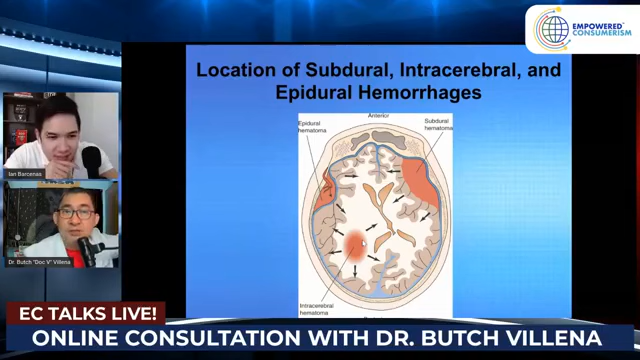 EMPOWERED
CONSUMERISM
Location of Subdural, Intracerebral, and
Epidural Hemorrhages
Anterior
Epidural
hematoma
Subdural
hematoma
Intracerebral
hematoma
Ian Barcenas
Dr. Butch "Doc V" Villena
EC TALKS LIVE!
ONLINE CONSULTATION WITH DR. BUTCH VILLENA